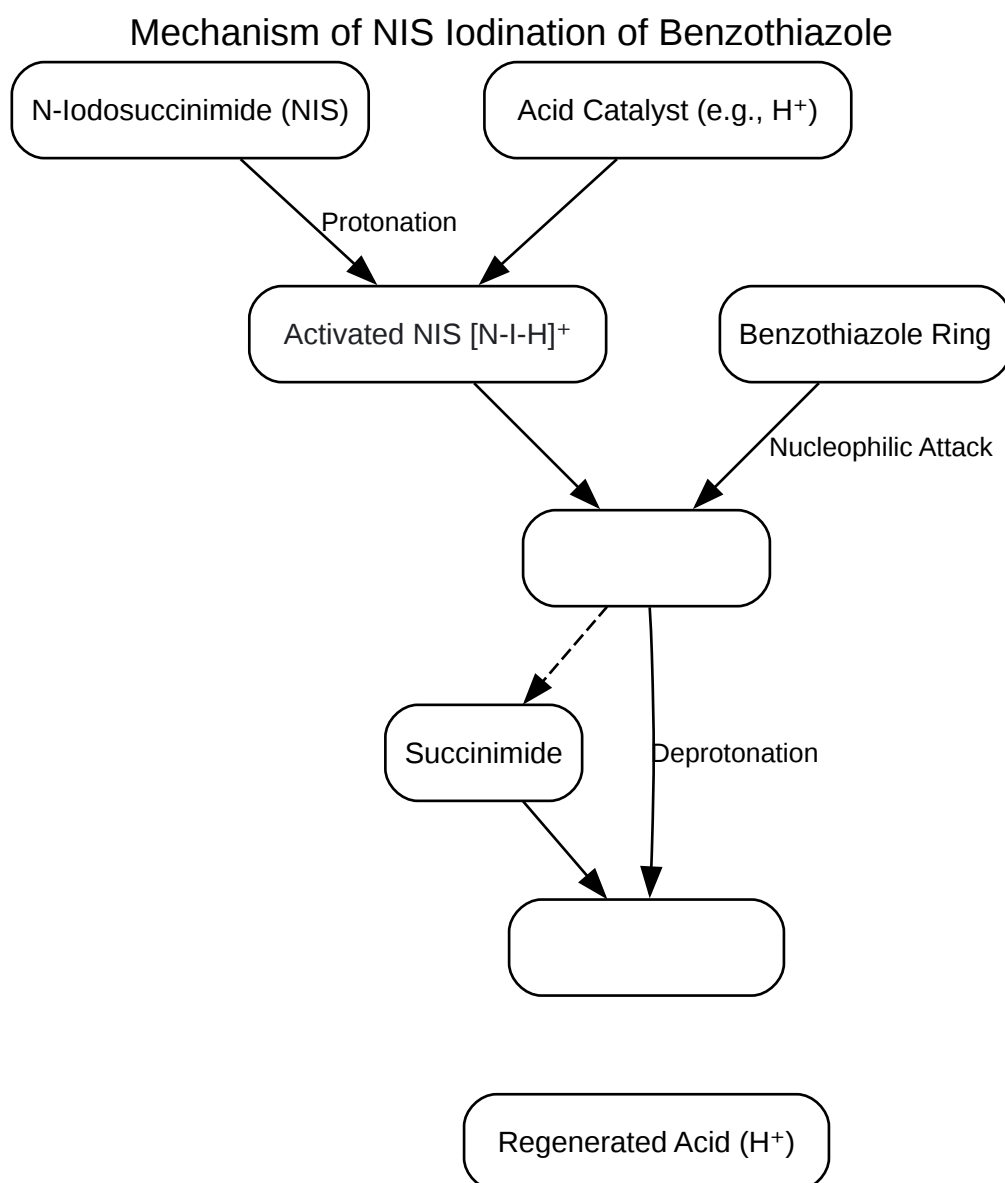 Mechanism of NIS Iodination of Benzothiazole
N-Iodosuccinimide (NIS)
Acid Catalyst (e.g., H⁺)
Protonation
Activated NIS [N-I-H]⁺
Benzothiazole Ring
Nucleophilic Attack
Succinimide
Deprotonation
Regenerated Acid (H⁺)